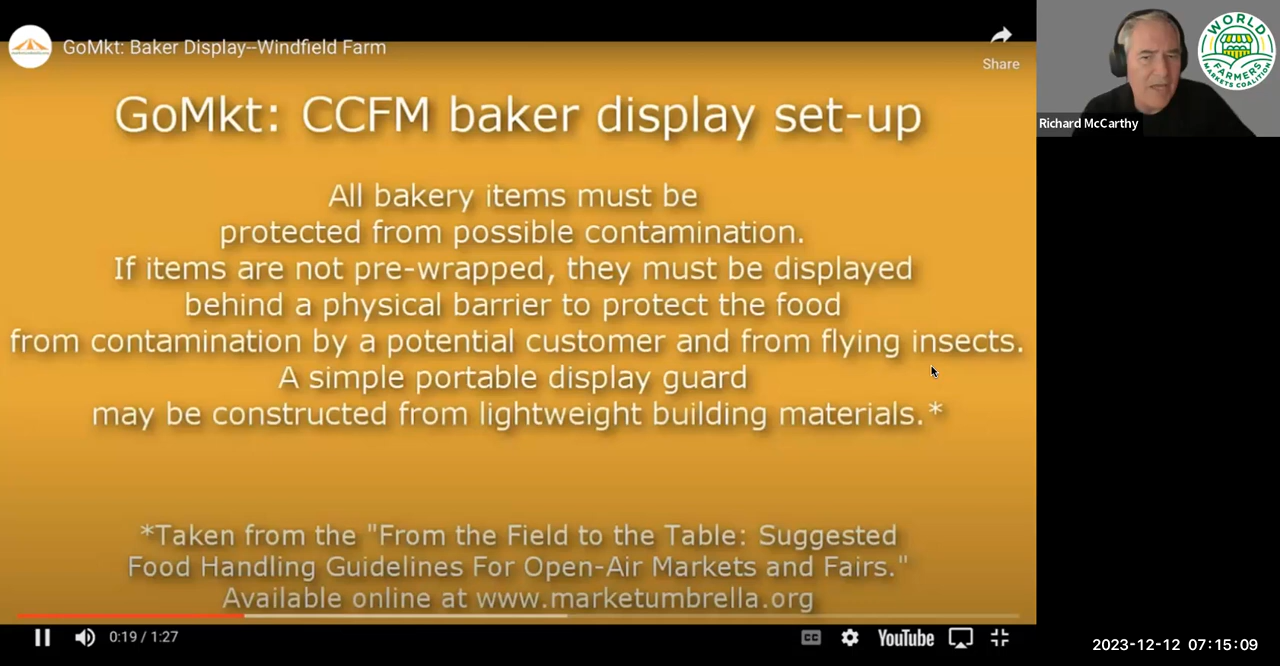 GoMkt: Baker Display--Windfield Farm
Share
GoMkt: CCFM baker display set-up
All bakery items must be
protected from possible contamination.
If items are not pre-wrapped, they must be displayed
behind a physical barrier to protect the food
from contamination by a potential customer and from flying insects.
A simple portable display guard
may be constructed from lightweight building materials.*
*Taken from the "From the Field to the Table: Suggested
Food Handling Guidelines For Open-Air Markets and Fairs."
Available online at www.marketumbrella.org
0:19 / 1:27
CC
YouTube
WORLD
FARMERS
MARKETS COALITION
Richard McCarthy
2023-12-12 07:15:09